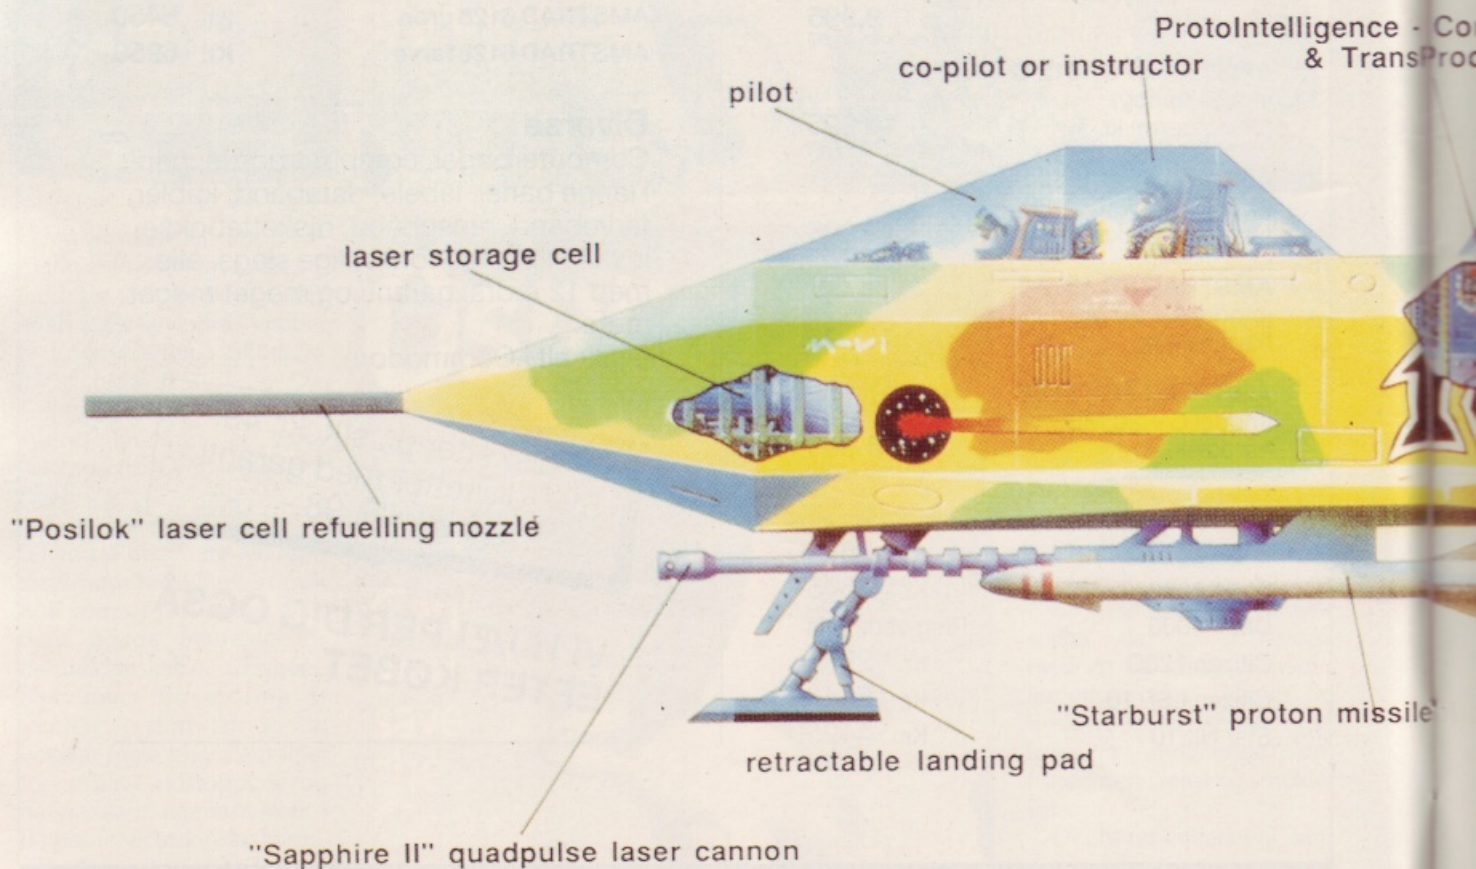 ProtoIntelligence -
& TransProc
co-pilot or instructor
pilot
laser storage cell
"Posilok" laser cell refuelling nozzle
"Starburst" proton missile
retractable landing pad
"Sapphire II" quadpulse laser cannon